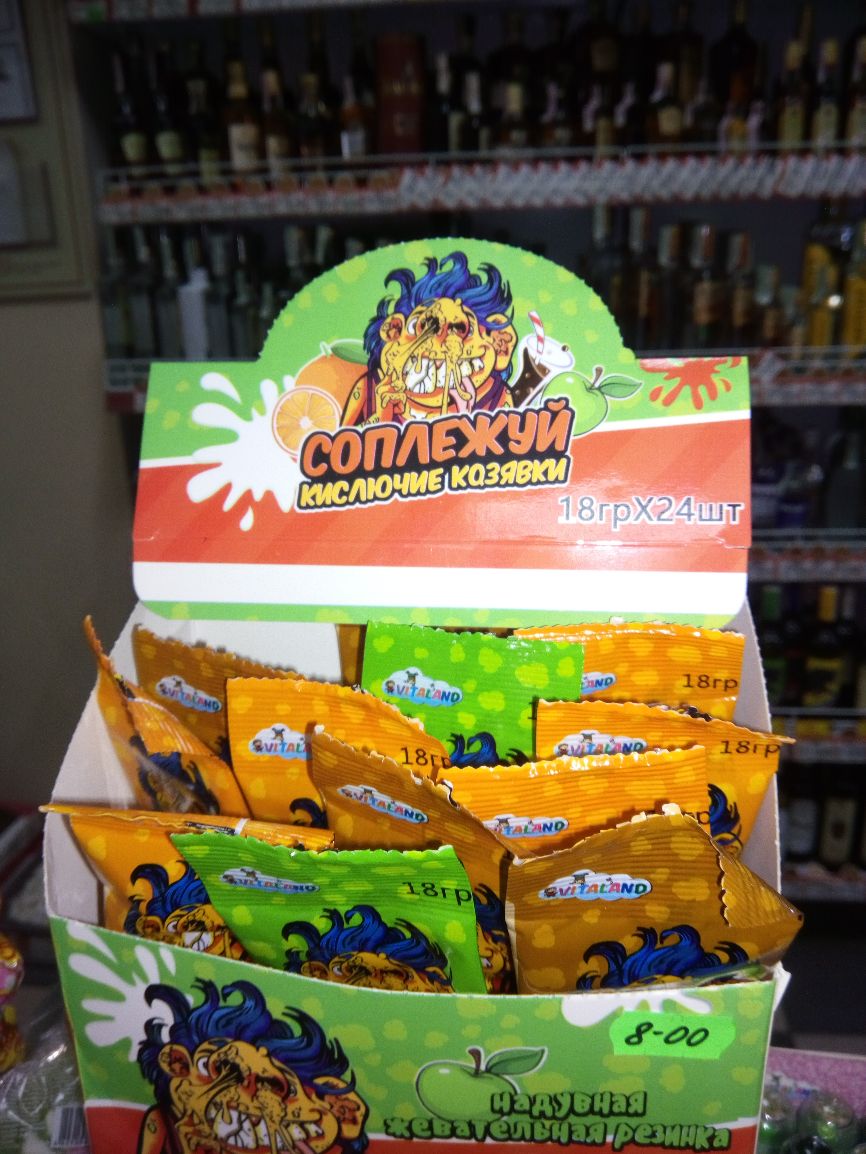 СОПЛЕЖУЙ
КИСЛЮЧИЕ КОЗЯВКИ
18грX24шт
VITALAND
VITALAND
18гр
VITALAND
18гр
VITALAND
18гр
VITALAND
VITALAND
VITALAND
18гр
VITALAND
8-00
надувная
жевательная резинка